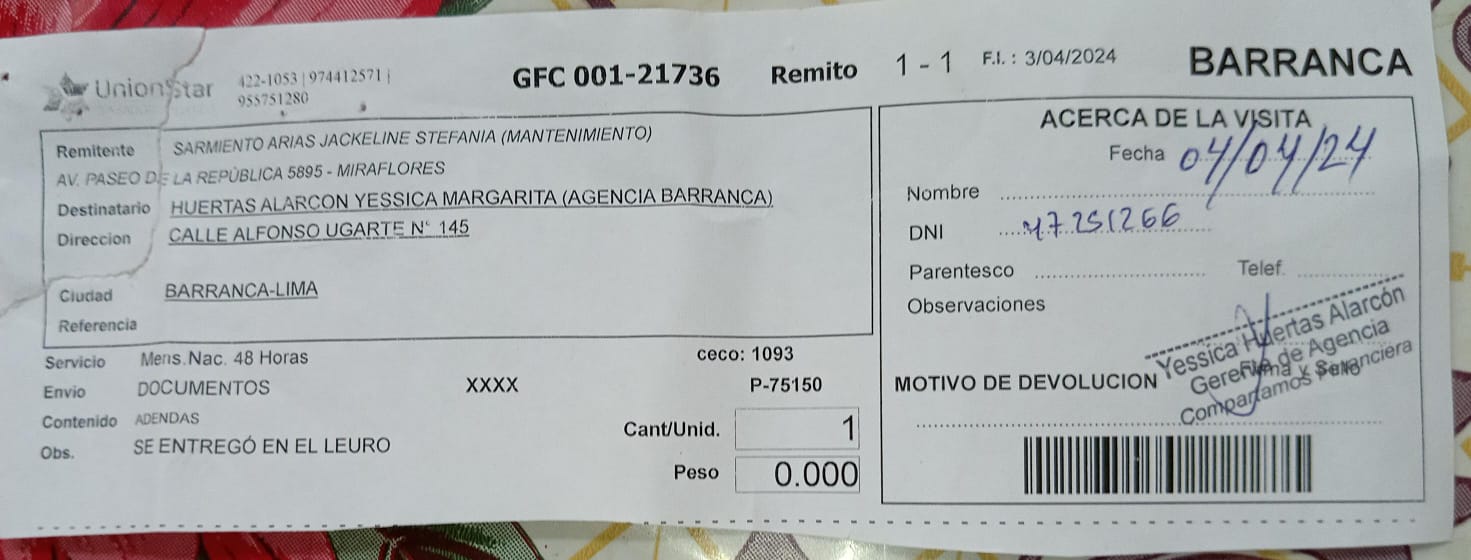 UnionStar
422-1053 | 974412571 |
955751280
GFC 001-21736
Remito
1 - 1
F.I. : 3/04/2024
BARRANCA
Remitente SARMIENTO ARIAS JACKELINE STEFANIA (MANTENIMIENTO)
AV. PASEO DE LA REPÚBLICA 5895 - MIRAFLORES
Destinatario HUERTAS ALARCON YESSICA MARGARITA (AGENCIA BARRANCA)
Direccion CALLE ALFONSO UGARTE N° 145
Ciudad BARRANCA-LIMA
Referencia
Servicio Mens.Nac. 48 Horas
ceco: 1093
Envio DOCUMENTOS XXXX P-75150
Contenido ADENDAS
Cant/Unid. 1
Obs. SE ENTREGÓ EN EL LEURO
Peso 0.000
ACERCA DE LA VISITA
Fecha 04/04/24
Nombre
DNI 47251266
Parentesco Telef.
Observaciones
Yessica Huertas Alarcón
Gerente de Agencia
Compartamos Financiera
MOTIVO DE DEVOLUCION